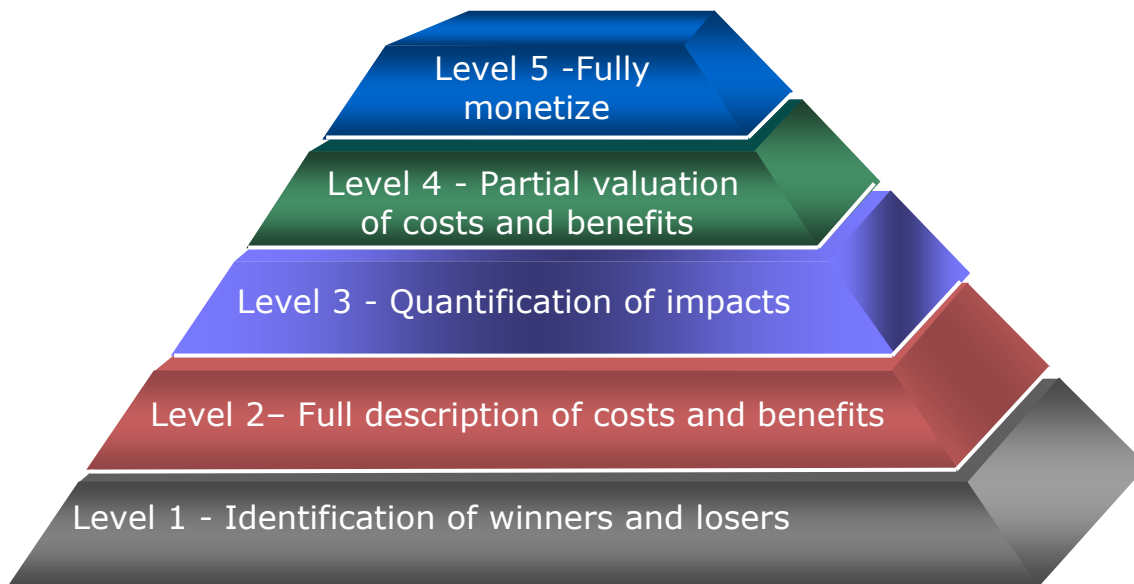 Level 5 -Fully
monetize
Level 4 - Partial valuation
of costs and benefits
Level 3 - Quantification of impacts
Level 2– Full description of costs and benefits
Level 1 - Identification of winners and losers